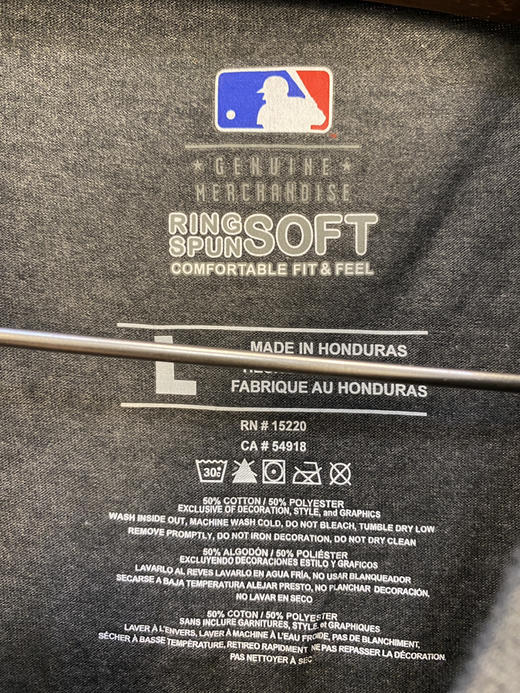 ★ GENUINE ★
MERCHANDISE
RING SPUN SOFT
COMFORTABLE FIT & FEEL
L
MADE IN HONDURAS
FABRIQUE AU HONDURAS
RN # 15220
CA # 54918
30c
50% COTTON / 50% POLYESTER
EXCLUSIVE OF DECORATION, STYLE, and GRAPHICS
WASH INSIDE OUT, MACHINE WASH COLD, DO NOT BLEACH, TUMBLE DRY LOW
REMOVE PROMPTLY, DO NOT IRON DECORATION, DO NOT DRY CLEAN
50% ALGODÓN / 50% POLIÉSTER
EXCLUYENDO DECORACIONES ESTILO Y GRAFICOS
LAVARLO AL REVES LAVARLO EN AGUA FRÍA, NO USAR BLANQUEADOR
SECARSE A BAJA TEMPERATURA ALEJAR PRESTO, NO PLANCHAR DECORACIÓN,
NO LAVAR EN SECO
50% COTON / 50% POLYESTER
SANS INCLURE GARNITURES, STYLE, et GRAPHIQUES
LAVER À L'ENVERS, LAVER À MACHINE À L'EAU FROIDE, PAS DE BLANCHIMENT,
SÉCHER À BASSE TEMPÉRATURE, RETIRED RAPIDMENT NE PAS REPASSER LA DÉCORATION.
PAS NETTOYER À SEC